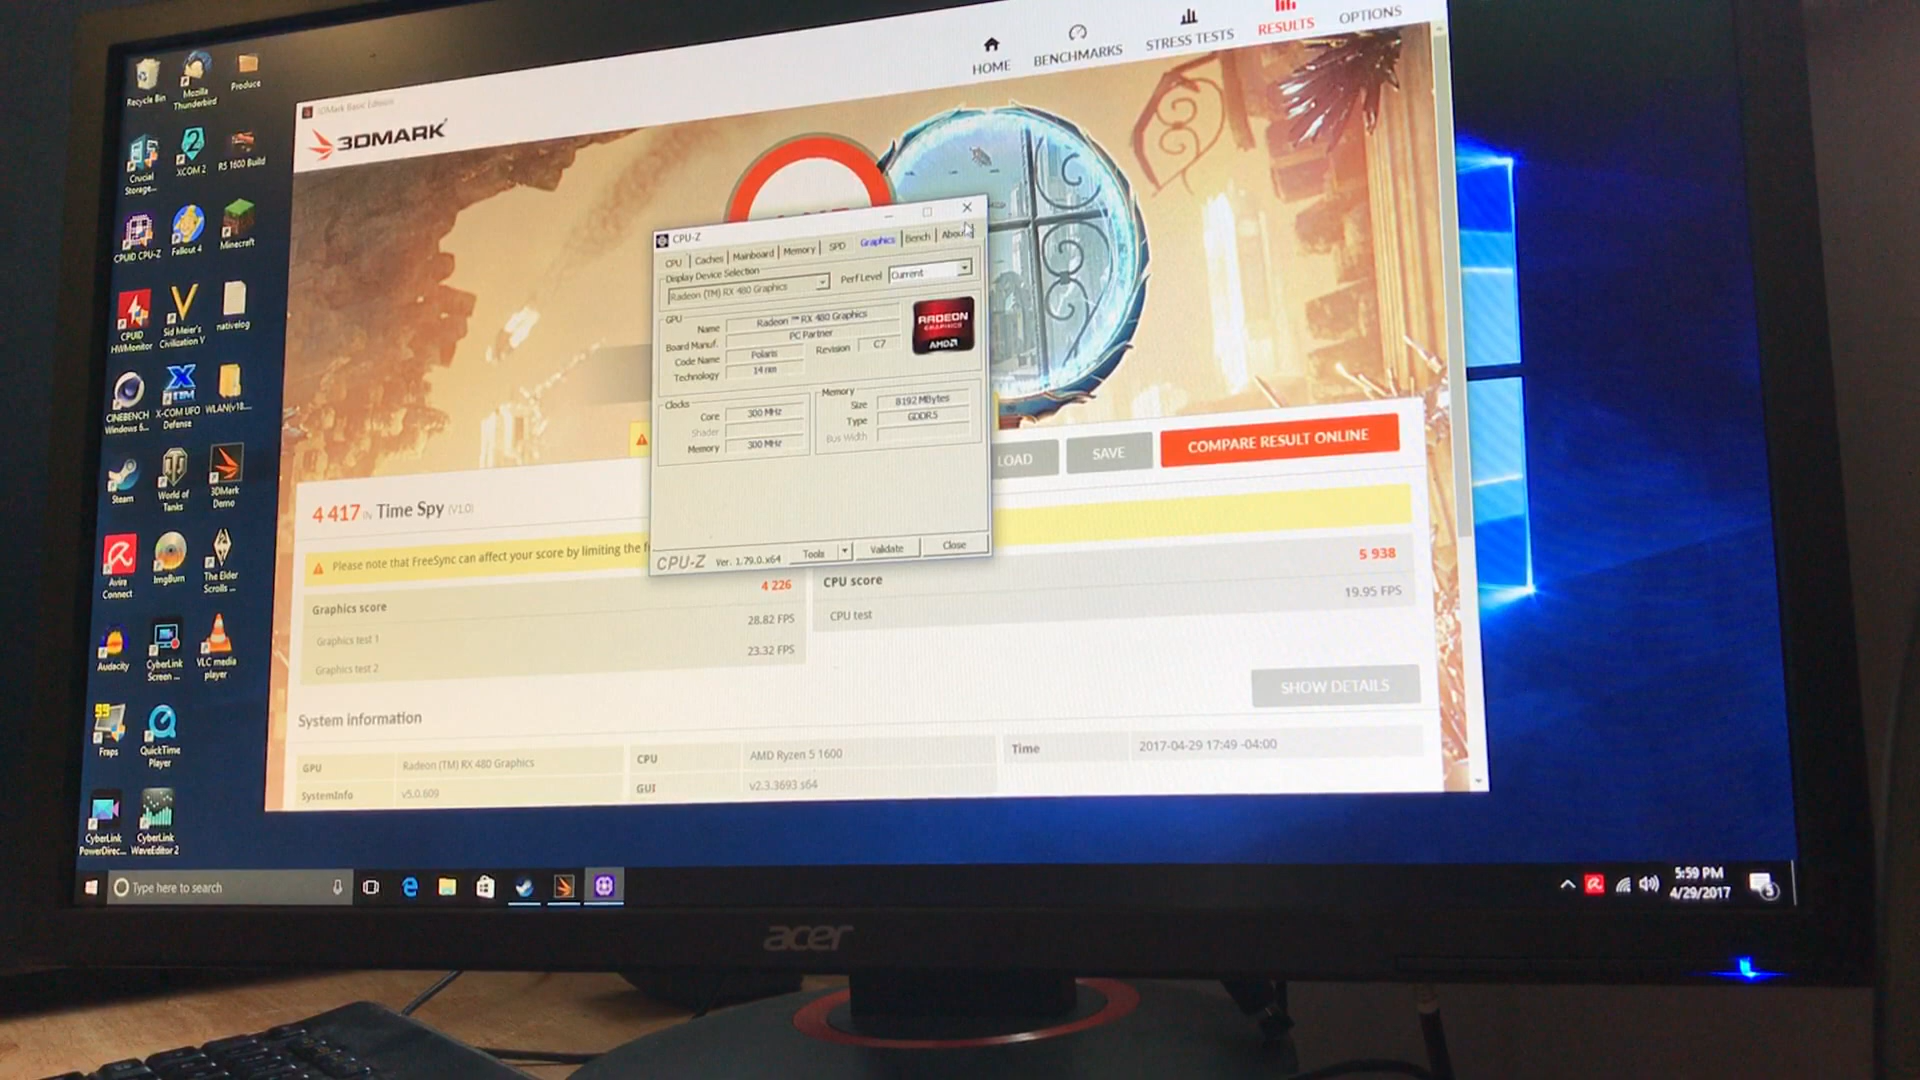 HOME
BENCHMARKS
STRESS TESTS
RESULTS
OPTIONS
3DMark Basic Edition
3DMARK
Recycle Bin
Mozilla Thunderbird
Produce
Crucial Storage...
XCOM 2
R5 1600 Build
CPUID CPU-Z
Fallout 4
Minecraft
CPUID HWMonitor
Sid Meier's Civilization V
nativelog
CINEBENCH Windows 6...
X-COM UFO Defense
WLAN(v18....
Steam
World of Tanks
3DMark Demo
Avira Connect
ImgBurn
The Elder Scrolls ...
Audacity
CyberLink Screen ...
VLC media player
99
Fraps
QuickTime Player
CyberLink PowerDirec...
CyberLink WaveEditor 2
CPU-Z
CPU Caches Mainboard Memory SPD Graphics Bench About
Display Device Selection
Radeon (TM) RX 480 Graphics
Perf Level Current
GPU
Name Radeon ™ RX 480 Graphics
Board Manuf. PC Partner
Code Name Polaris Revision C7
Technology 14 nm
RADEON
GRAPHICS
AMD
Clocks
Core 300 MHz
Shader
Memory 300 MHz
Memory
Size 8192 MBytes
Type GDDR5
Bus Width
CPU-Z Ver. 1.79.0.x64 Tools Validate Close
LOAD
SAVE
COMPARE RESULT ONLINE
4 417 Time Spy (V1.0)
Please note that FreeSync can affect your score by limiting the f
Graphics score 4 226
Graphics test 1 28.82 FPS
Graphics test 2 23.32 FPS
CPU score 5 938
CPU test 19.95 FPS
SHOW DETAILS
System information
GPU Radeon (TM) RX 480 Graphics
CPU AMD Ryzen 5 1600
Time 2017-04-29 17:49 -04:00
SystemInfo v5.0.609
GUI v2.3.3693 s64
Type here to search
5:59 PM
4/29/2017
5
acer